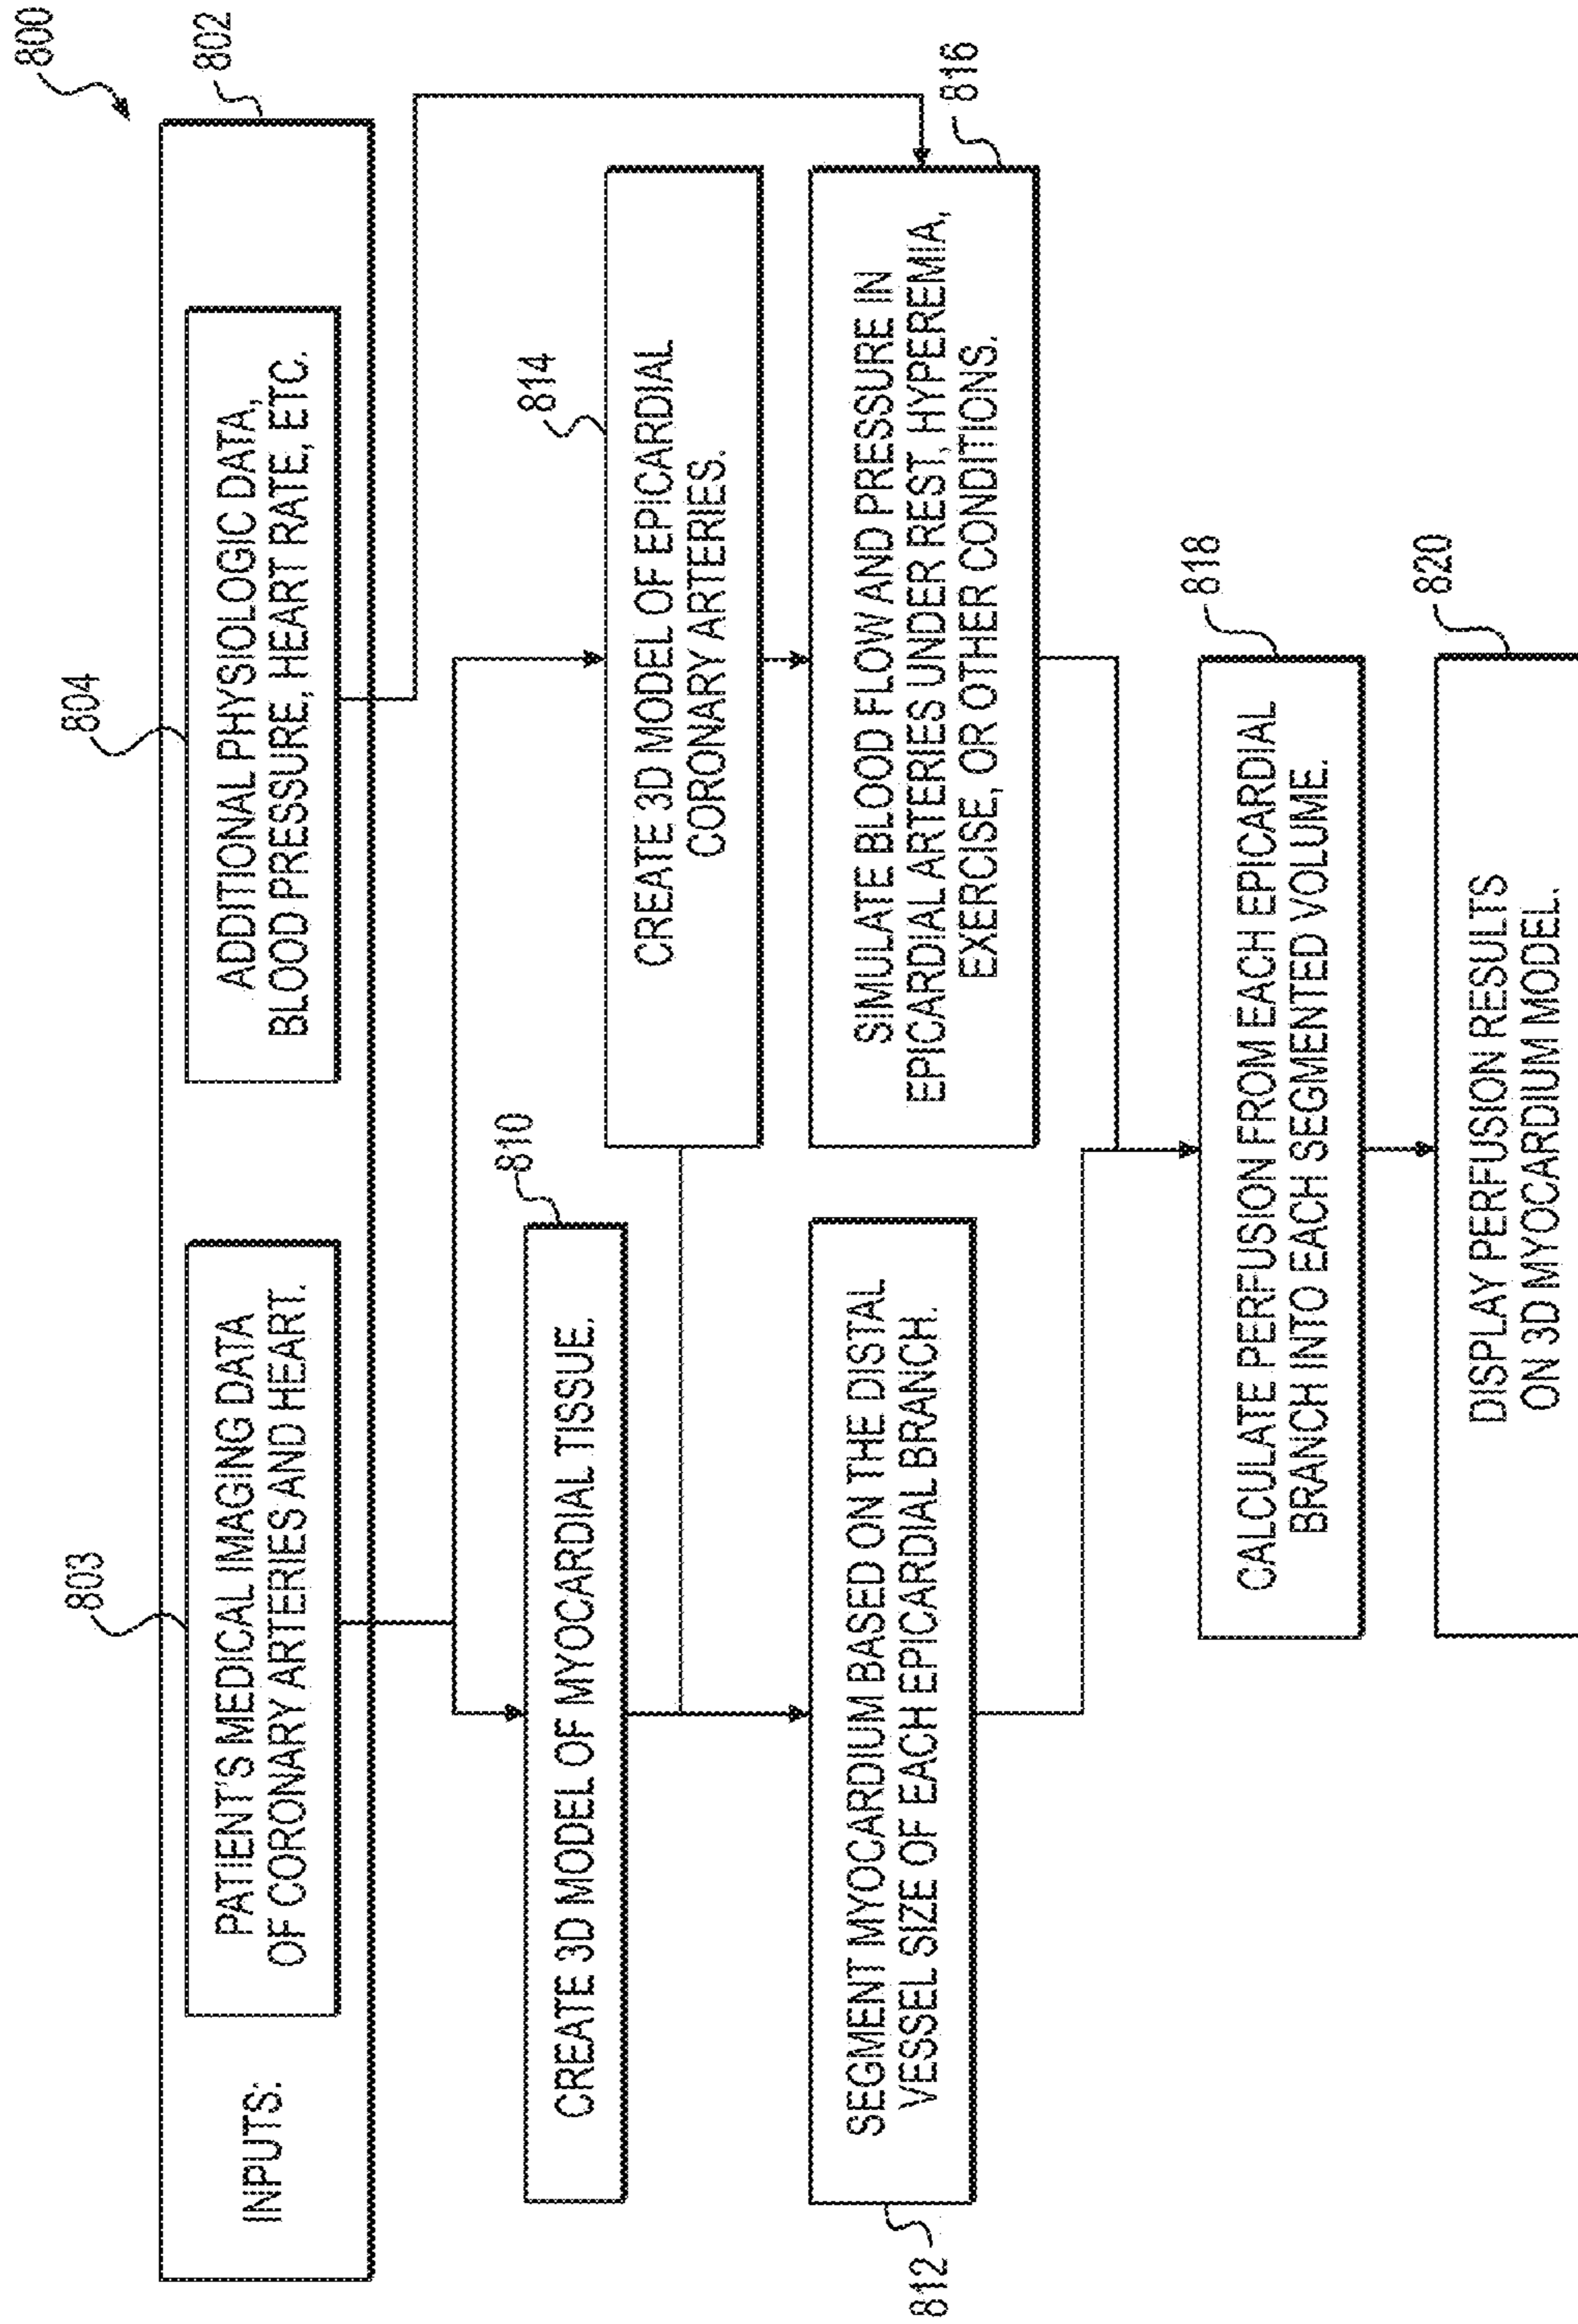 800
802
INPUTS:
803
PATIENT'S MEDICAL IMAGING DATA
OF CORONARY ARTERIES AND HEART.
804
ADDITIONAL PHYSIOLOGIC DATA,
BLOOD PRESSURE, HEART RATE, ETC.
810
CREATE 3D MODEL OF MYOCARDIAL TISSUE.
814
CREATE 3D MODEL OF EPICARDIAL
CORONARY ARTERIES.
812
SEGMENT MYOCARDIUM BASED ON THE DISTAL
VESSEL SIZE OF EACH EPICARDIAL BRANCH.
816
SIMULATE BLOOD FLOW AND PRESSURE IN
EPICARDIAL ARTERIES UNDER REST, HYPEREMIA,
EXERCISE, OR OTHER CONDITIONS.
818
CALCULATE PERFUSION FROM EACH EPICARDIAL
BRANCH INTO EACH SEGMENTED VOLUME.
820
DISPLAY PERFUSION RESULTS
ON 3D MYOCARDIUM MODEL.